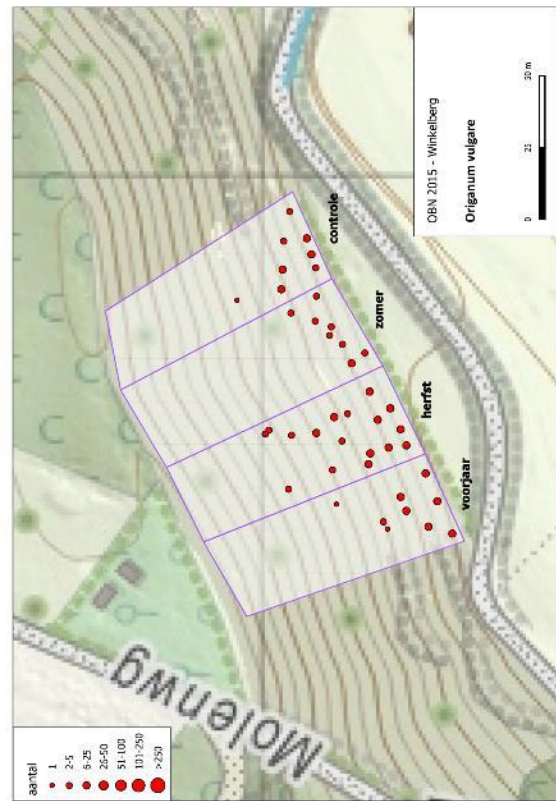 aantal
1
2-5
6-25
26-50
51-100
101-250
>250
Molenwg
voorjaar
herfst
zomer
controle
OBN 2015 - Winkelberg
Origanum vulgare
0 25 50 m